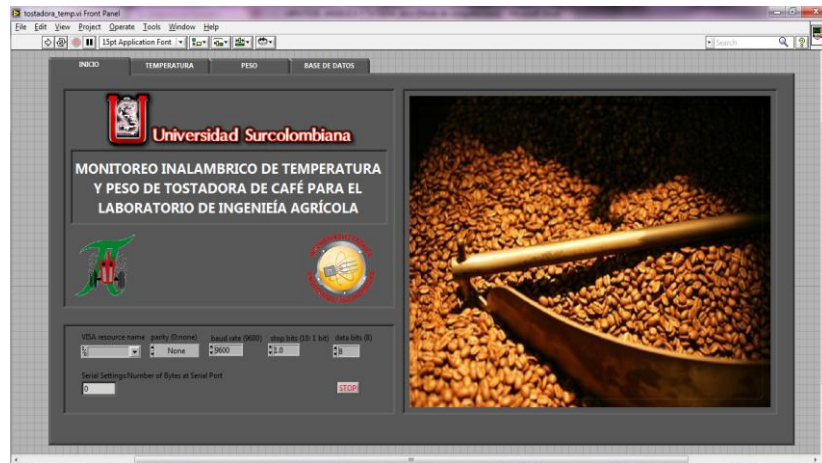 tostadora_temp.vi Front Panel
File Edit View Project Operate Tools Window Help
15pt Application Font
Search
INICIO TEMPERATURA PESO BASE DE DATOS
Universidad Surcolombiana
MONITOREO INALAMBRICO DE TEMPERATURA
Y PESO DE TOSTADORA DE CAFÉ PARA EL
LABORATORIO DE INGENIEÍA AGRÍCOLA
VISA resource name parity (0:none) baud rate (9600) stop bits (10: 1 bit) data bits (8)
None 9600 1.0 8
Serial Settings:Number of Bytes at Serial Port
0 STOP